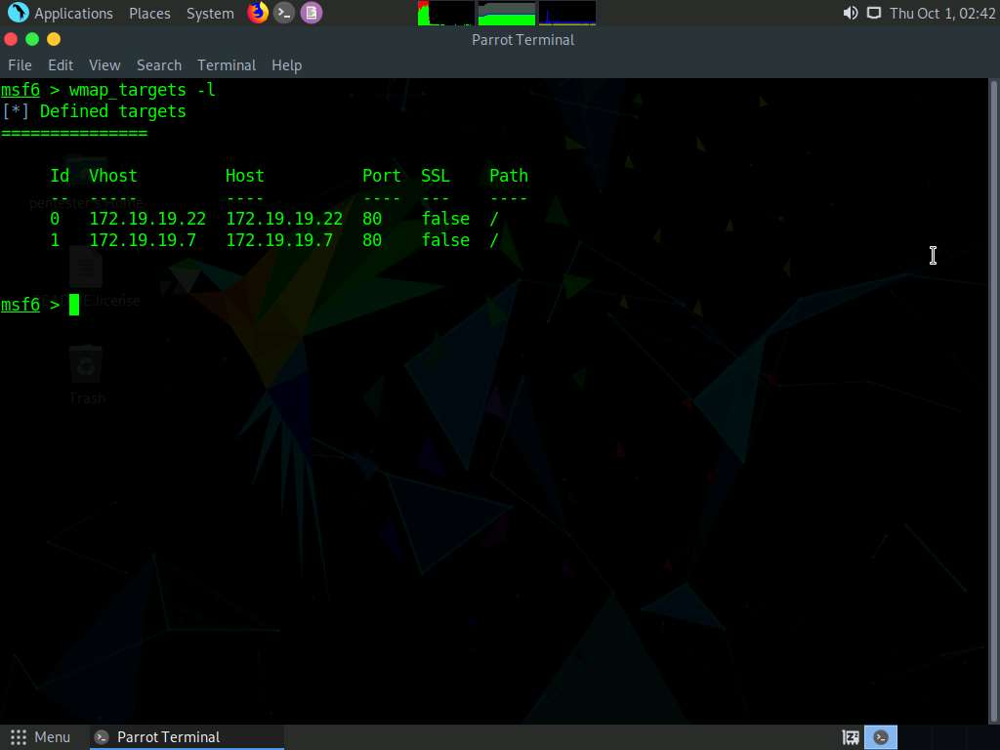 Applications Places System Thu Oct 1, 02:42
Parrot Terminal
File Edit View Search Terminal Help
msf6 > wmap_targets -l
[*] Defined targets
===============
Id Vhost Host Port SSL Path
-- ----- ---- ---- --- ----
0 172.19.19.22 172.19.19.22 80 false /
1 172.19.19.7 172.19.19.7 80 false /
msf6 >
Trash
Menu Parrot Terminal